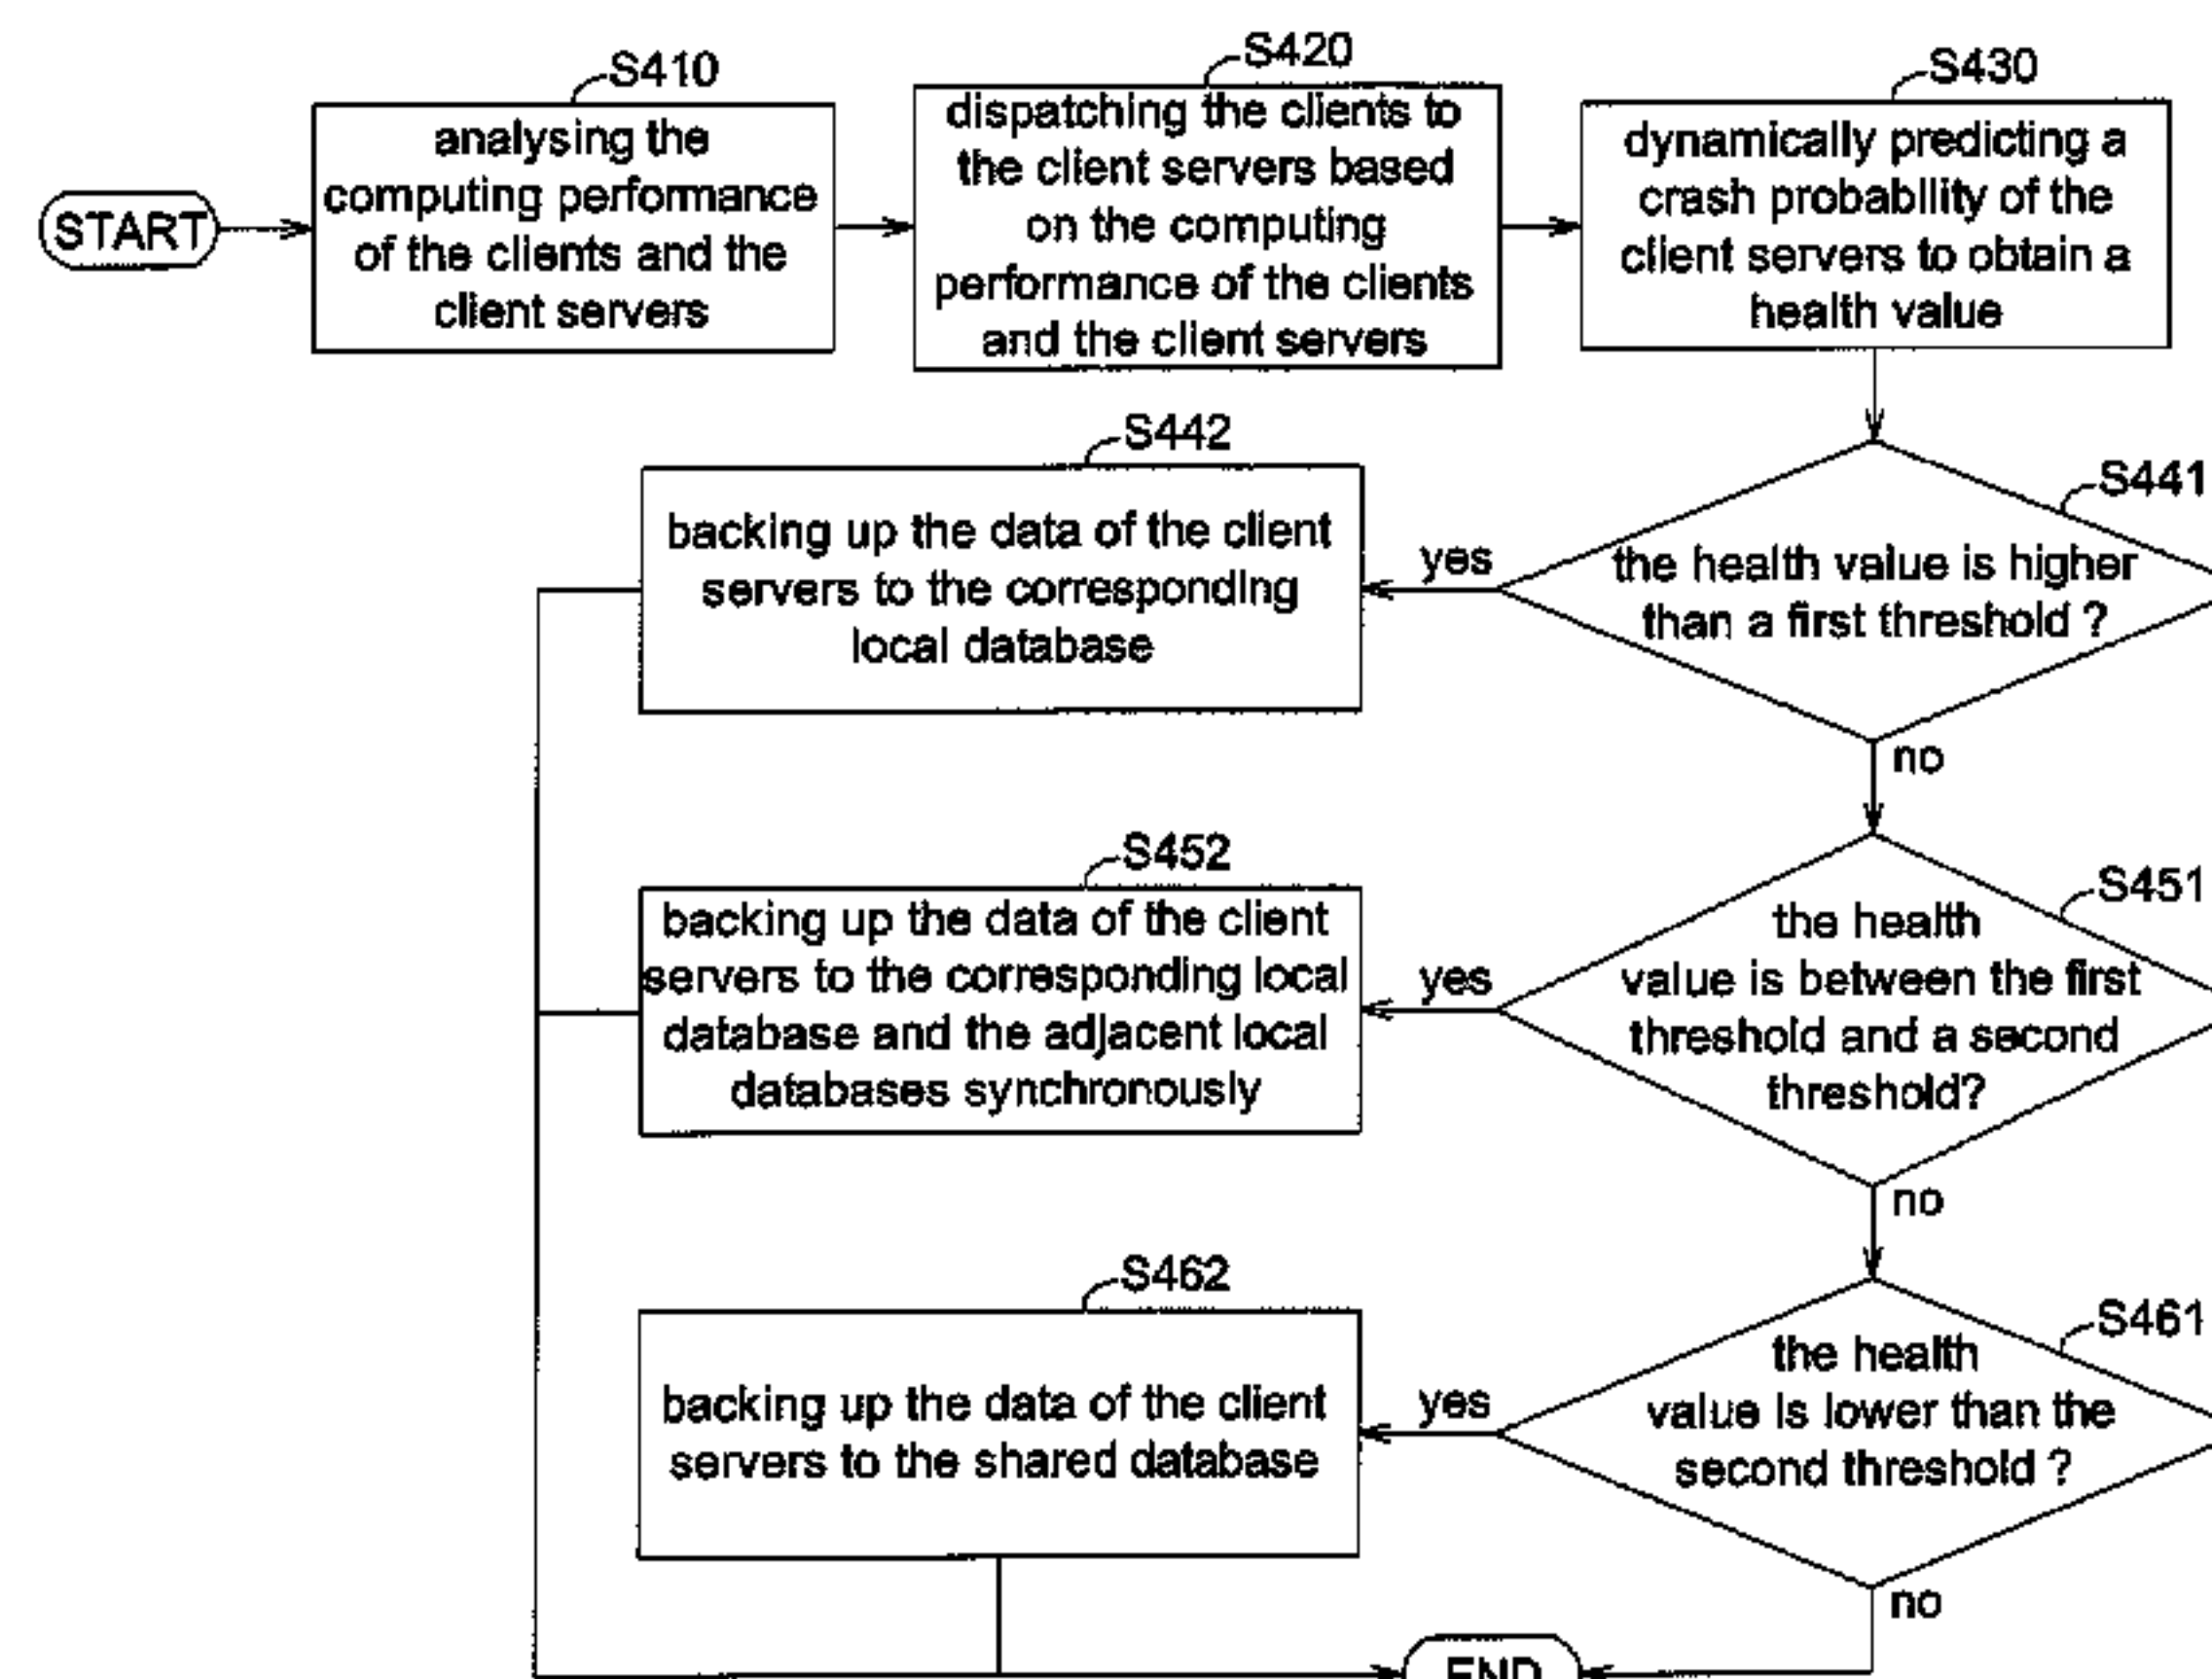 START
S410
analysing the
computing performance
of the clients and the
client servers
S420
dispatching the clients to
the client servers based
on the computing
performance of the clients
and the client servers
S430
dynamically predicting a
crash probability of the
client servers to obtain a
health value
S441
the health value is higher
than a first threshold ?
yes
no
S442
backing up the data of the client
servers to the corresponding
local database
S451
the health
value is between the first
threshold and a second
threshold?
yes
no
S452
backing up the data of the client
servers to the corresponding local
database and the adjacent local
databases synchronously
S461
the health
value is lower than the
second threshold ?
yes
no
S462
backing up the data of the client
servers to the shared database
END